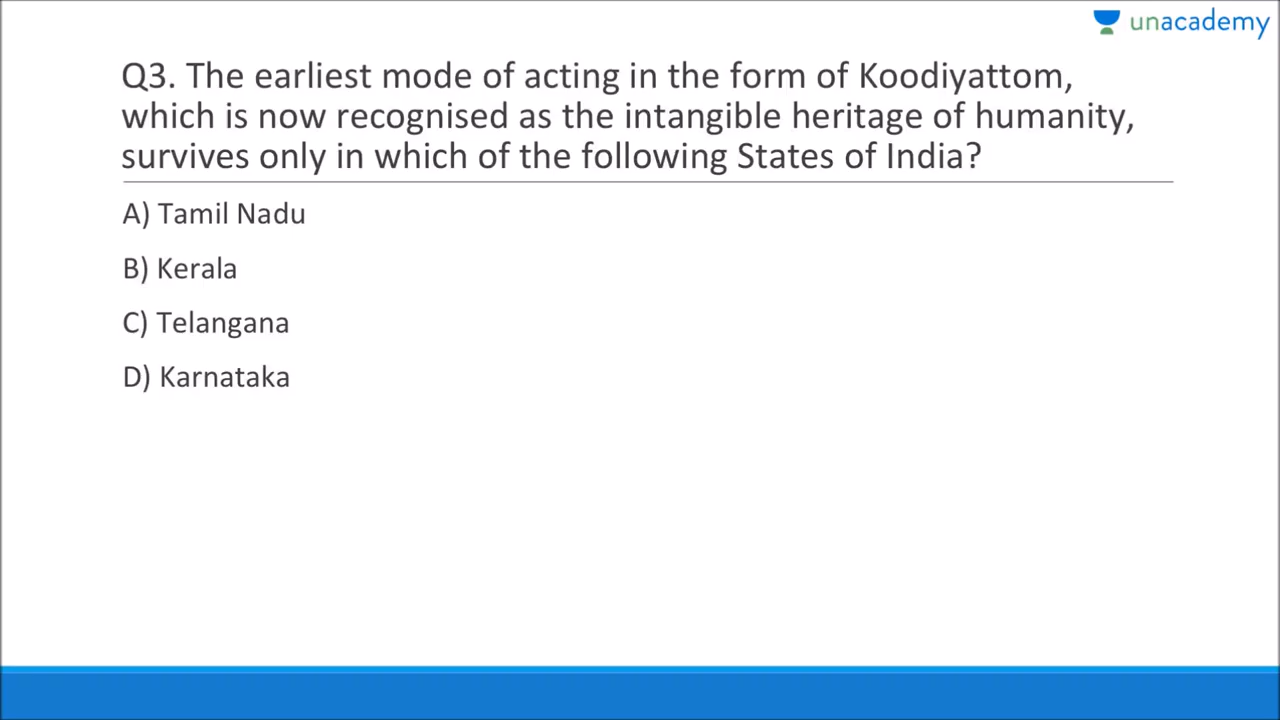 unacademy
Q3. The earliest mode of acting in the form of Koodiyattom,
which is now recognised as the intangible heritage of humanity,
survives only in which of the following States of India?
A) Tamil Nadu
B) Kerala
C) Telangana
D) Karnataka